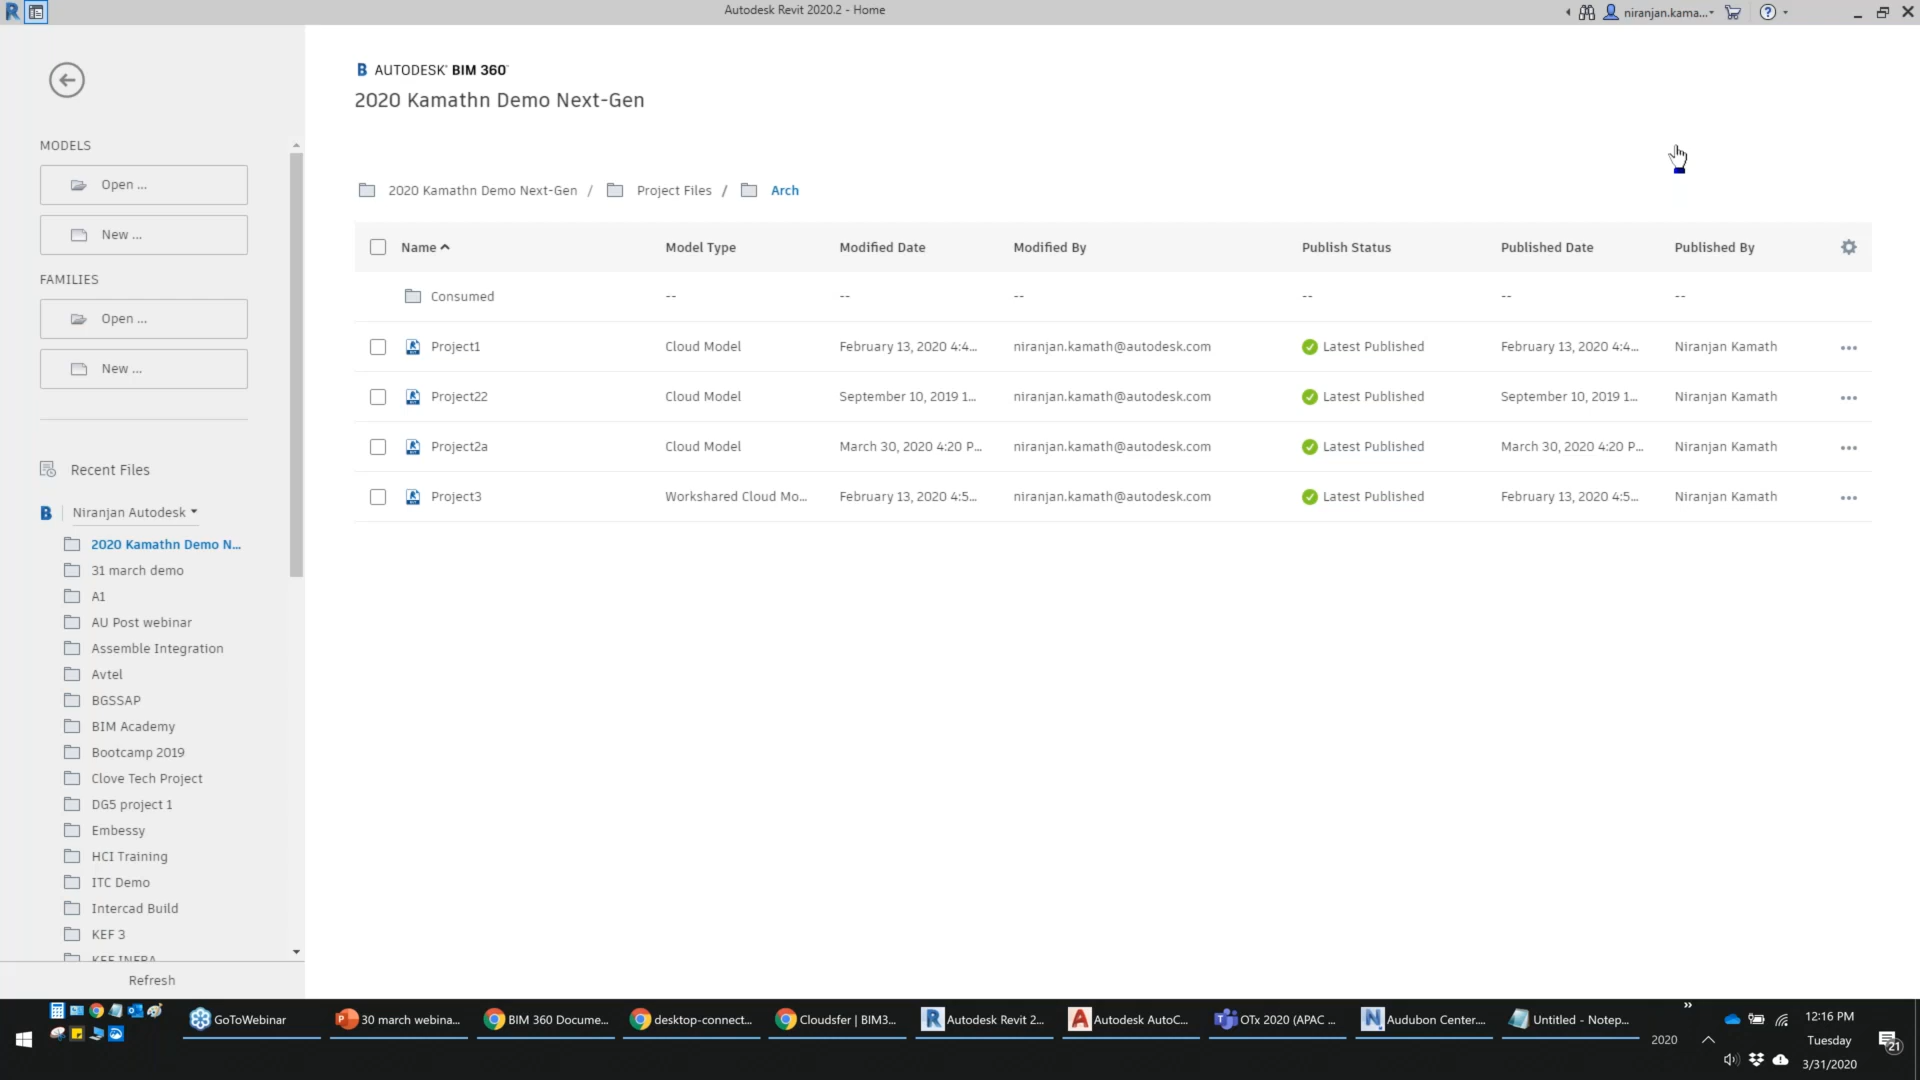 Autodesk Revit 2020.2 - Home
niranjan.kama...
AUTODESK BIM 360
2020 Kamathn Demo Next-Gen
MODELS
Open ...
New ...
FAMILIES
Open ...
New ...
Recent Files
Niranjan Autodesk
2020 Kamathn Demo N...
31 march demo
A1
AU Post webinar
Assemble Integration
Avtel
BGSSAP
BIM Academy
Bootcamp 2019
Clove Tech Project
DG5 project 1
Embessy
HCI Training
ITC Demo
Intercad Build
KEF 3
KEF INFRA
Refresh
2020 Kamathn Demo Next-Gen / Project Files / Arch
Name Model Type Modified Date Modified By Publish Status Published Date Published By
Consumed -- -- -- -- -- --
Project1 Cloud Model February 13, 2020 4:4... niranjan.kamath@autodesk.com Latest Published February 13, 2020 4:4... Niranjan Kamath
Project22 Cloud Model September 10, 2019 1... niranjan.kamath@autodesk.com Latest Published September 10, 2019 1... Niranjan Kamath
Project2a Cloud Model March 30, 2020 4:20 P... niranjan.kamath@autodesk.com Latest Published March 30, 2020 4:20 P... Niranjan Kamath
Project3 Workshared Cloud Mo... February 13, 2020 4:5... niranjan.kamath@autodesk.com Latest Published February 13, 2020 4:5... Niranjan Kamath
GoToWebinar
30 march webina...
BIM 360 Docume...
desktop-connect...
Cloudsfer | BIM3...
Autodesk Revit 2...
Autodesk AutoC...
OTx 2020 (APAC ...
Audubon Center....
Untitled - Notep...
2020
12:16 PM
Tuesday
3/31/2020
21